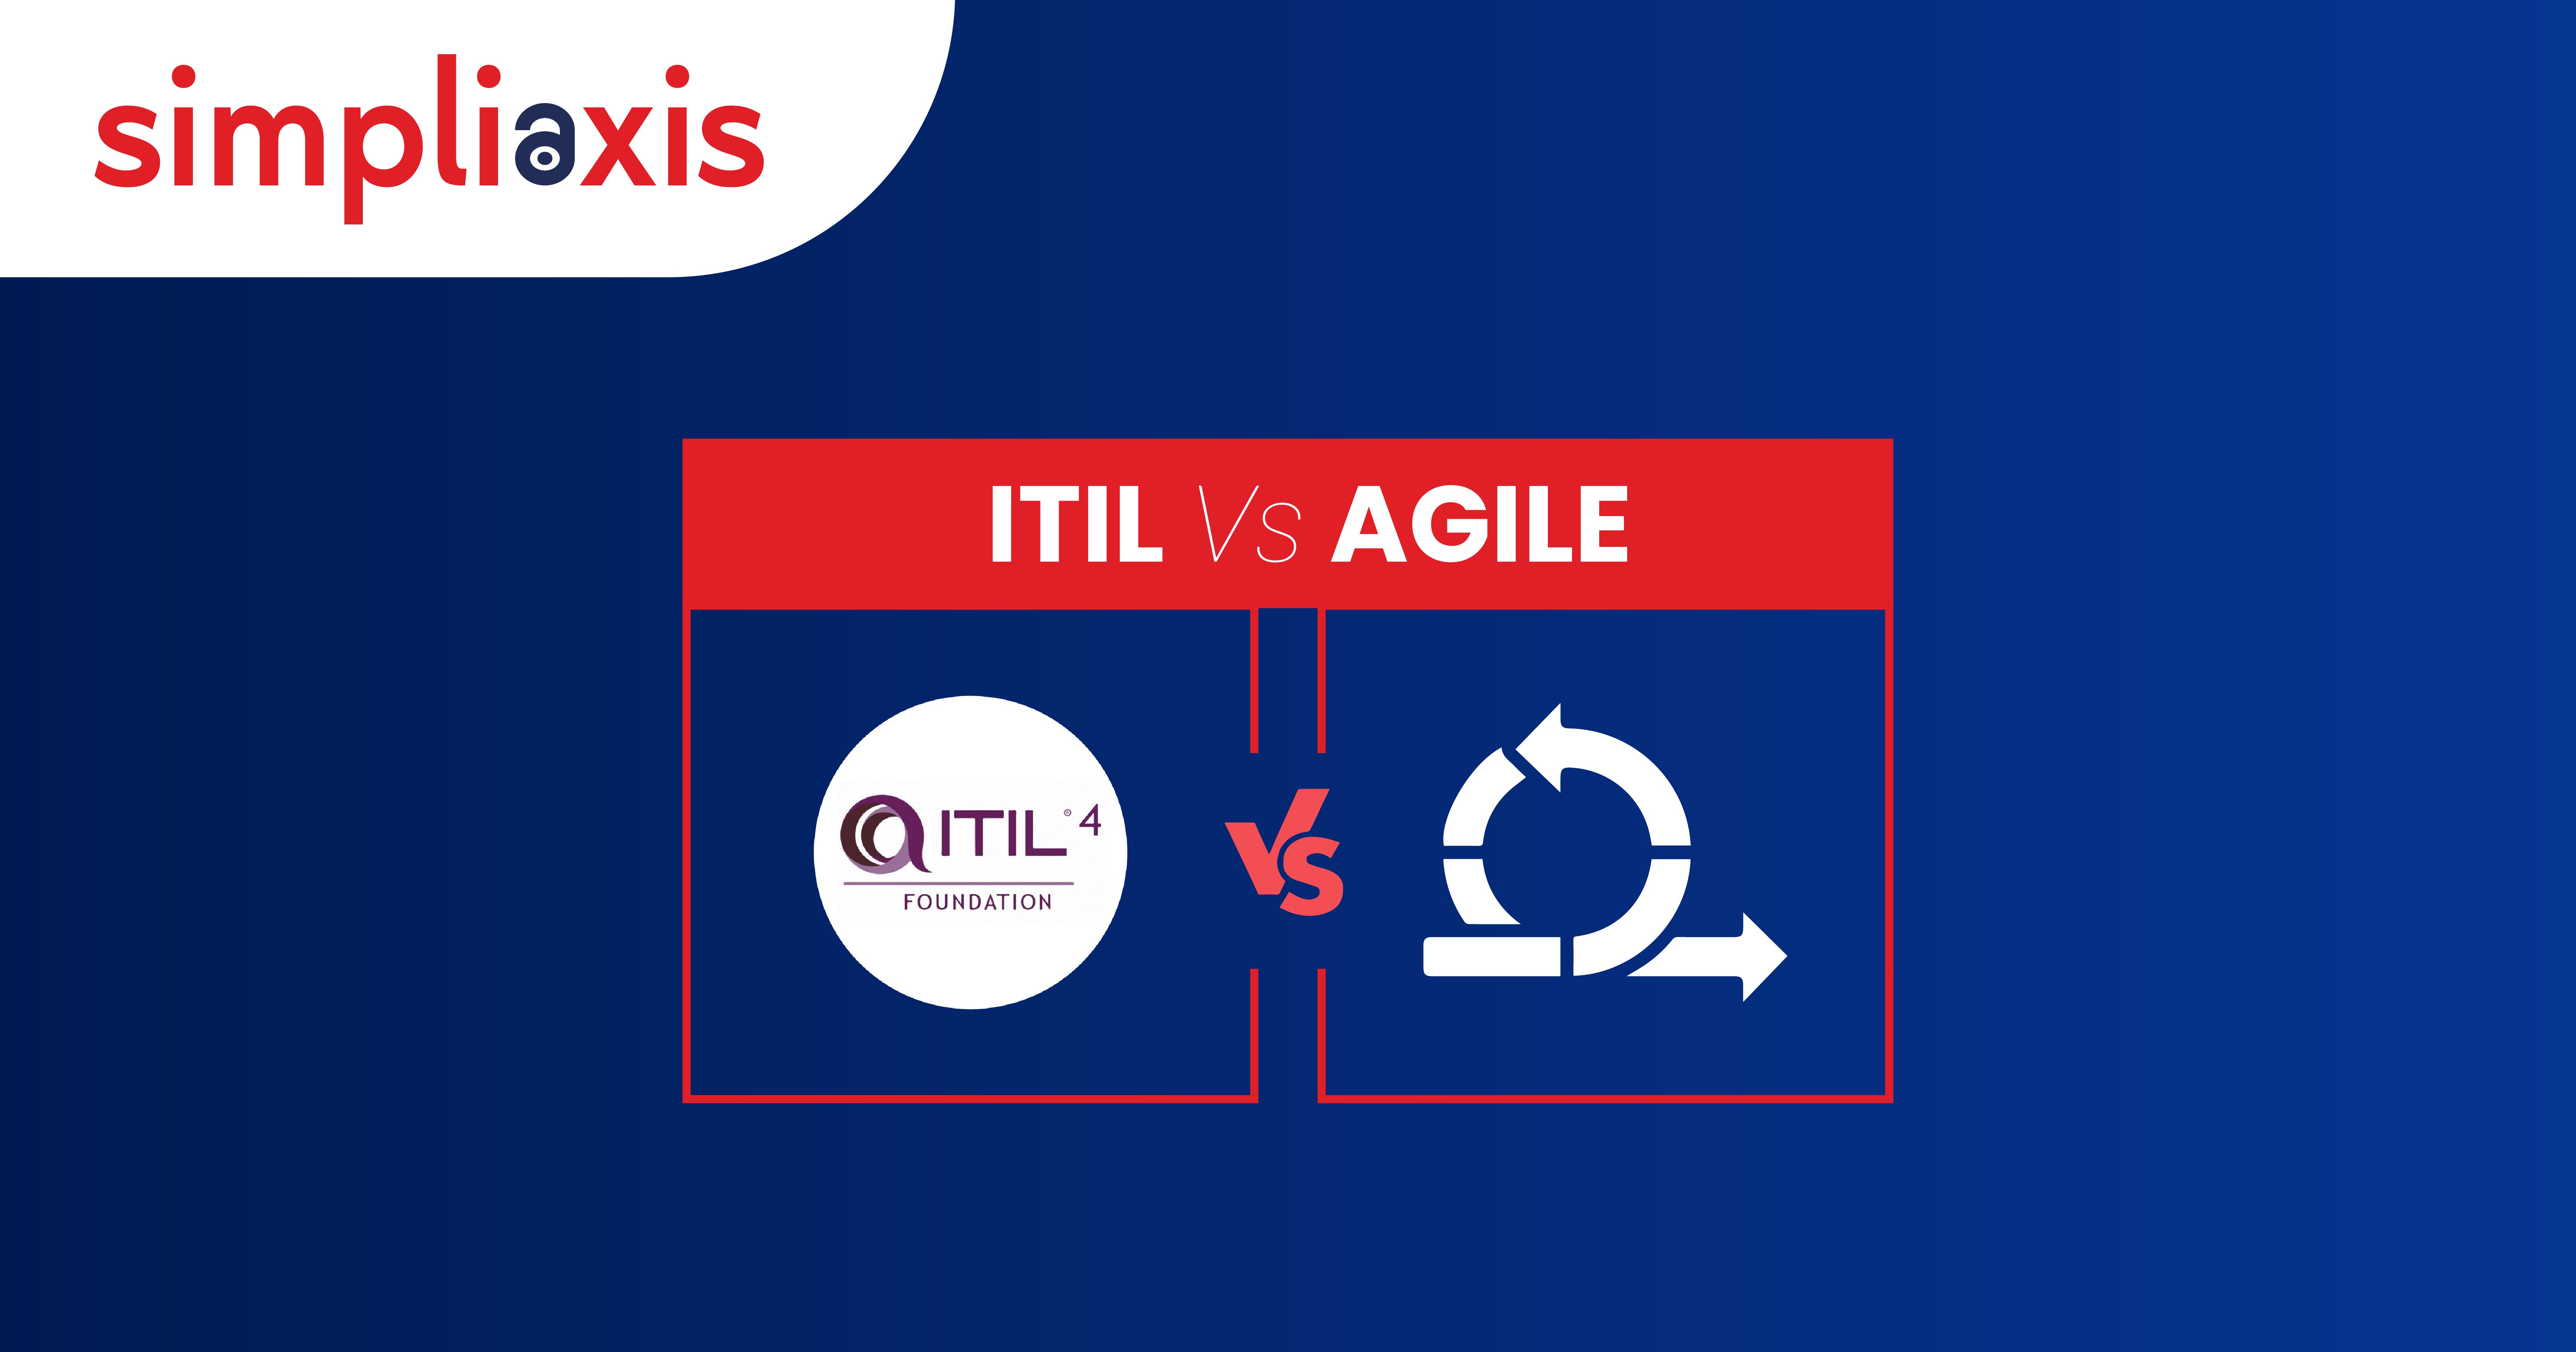 simpliaxis
ITIL Vs AGILE
ITIL® 4
FOUNDATION
VS